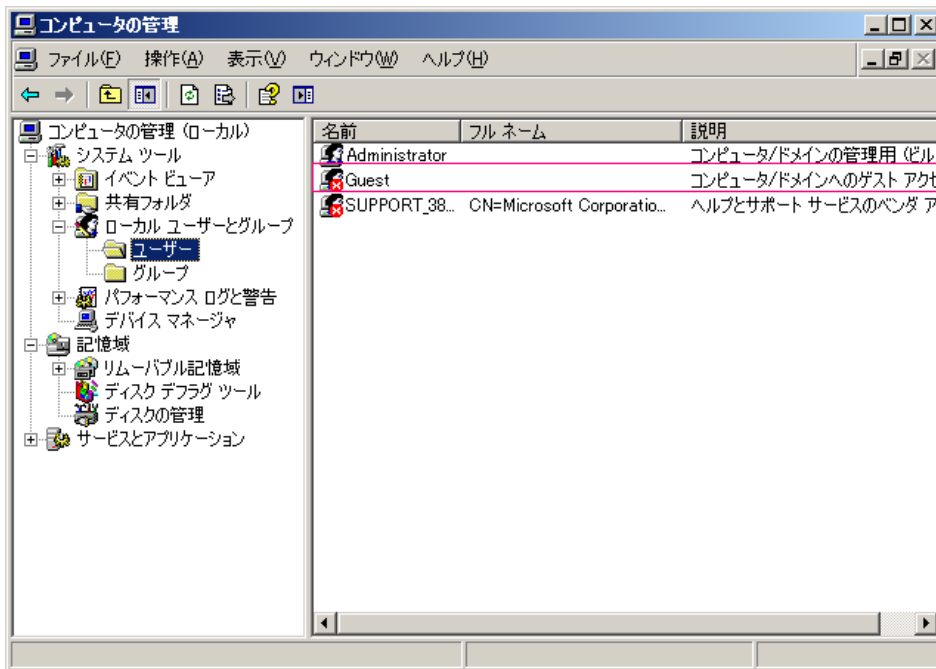 コンピュータの管理
ファイル(F) 操作(A) 表示(V) ウィンドウ(W) ヘルプ(H)
コンピュータの管理 (ローカル)
システム ツール
イベント ビューア
共有フォルダ
ローカル ユーザーとグループ
ユーザー
グループ
パフォーマンス ログと警告
デバイス マネージャ
記憶域
リムーバブル記憶域
ディスク デフラグ ツール
ディスクの管理
サービスとアプリケーション
名前 フル ネーム 説明
Administrator コンピュータ/ドメインの管理用 (ビル
Guest コンピュータ/ドメインへのゲスト アクセ
SUPPORT_38... CN=Microsoft Corporatio... ヘルプとサポート サービスのベンダ ア